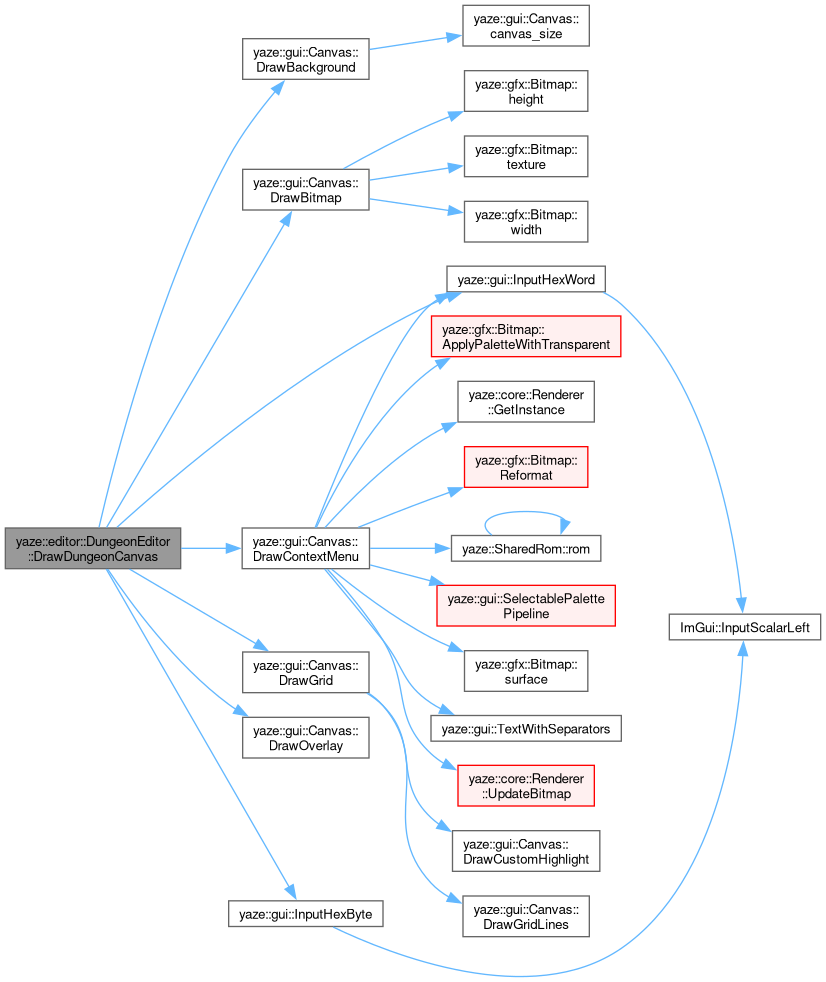 yaze::editor::DungeonEditor
::DrawDungeonCanvas
yaze::gui::Canvas::
DrawBackground
yaze::gui::Canvas::
canvas_size
yaze::gui::Canvas::
DrawBitmap
yaze::gfx::Bitmap::
height
yaze::gfx::Bitmap::
texture
yaze::gfx::Bitmap::
width
yaze::gui::InputHexWord
yaze::gui::Canvas::
DrawContextMenu
yaze::gfx::Bitmap::
ApplyPaletteWithTransparent
yaze::core::Renderer
::GetInstance
yaze::gfx::Bitmap::
Reformat
yaze::SharedRom::rom
yaze::gui::SelectablePalette
Pipeline
yaze::gfx::Bitmap::
surface
yaze::gui::TextWithSeparators
yaze::core::Renderer
::UpdateBitmap
ImGui::InputScalarLeft
yaze::gui::Canvas::
DrawGrid
yaze::gui::Canvas::
DrawOverlay
yaze::gui::Canvas::
DrawCustomHighlight
yaze::gui::Canvas::
DrawGridLines
yaze::gui::InputHexByte